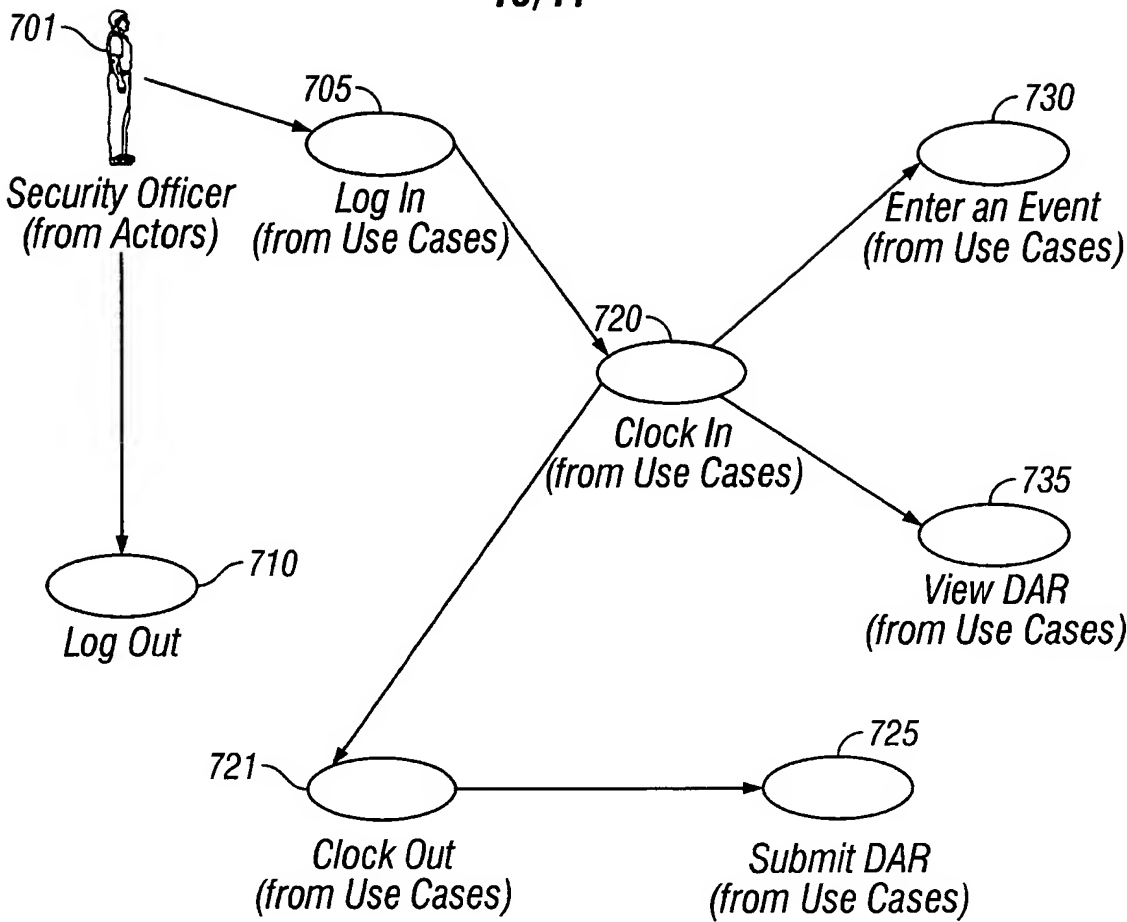 701
705
730
Security Officer
(from Actors)
Log In
(from Use Cases)
Enter an Event
(from Use Cases)
720
Clock In
(from Use Cases)
735
View DAR
(from Use Cases)
710
Log Out
721
725
Clock Out
(from Use Cases)
Submit DAR
(from Use Cases)